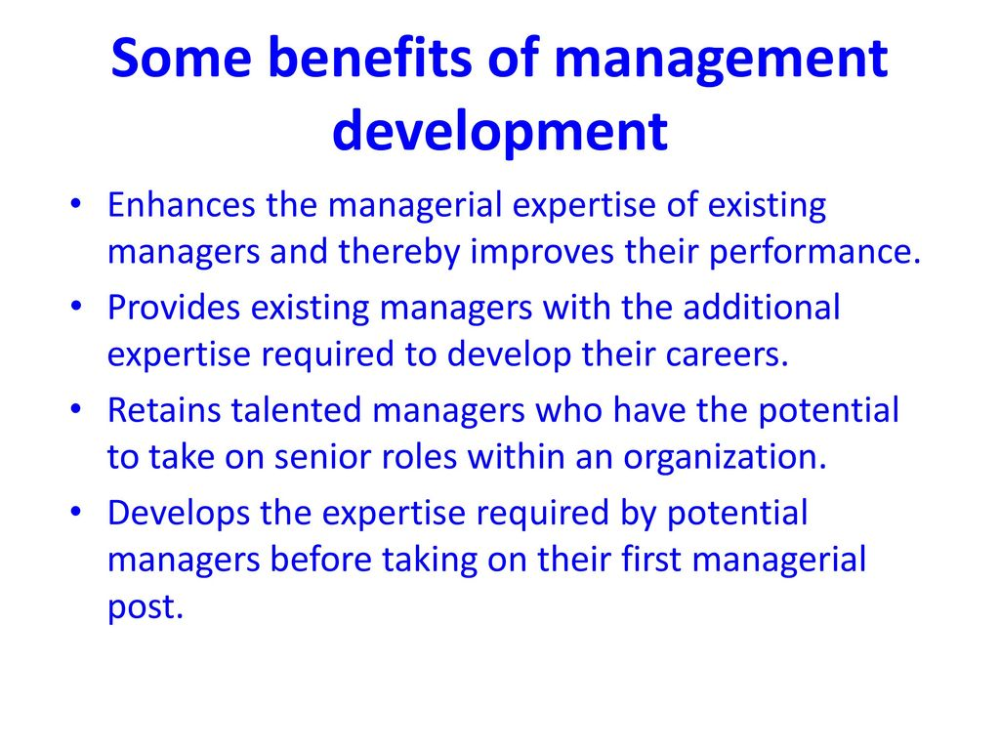 Some benefits of management
development
• Enhances the managerial expertise of existing
managers and thereby improves their performance.
• Provides existing managers with the additional
expertise required to develop their careers.
• Retains talented managers who have the potential
to take on senior roles within an organization.
• Develops the expertise required by potential
managers before taking on their first managerial
post.